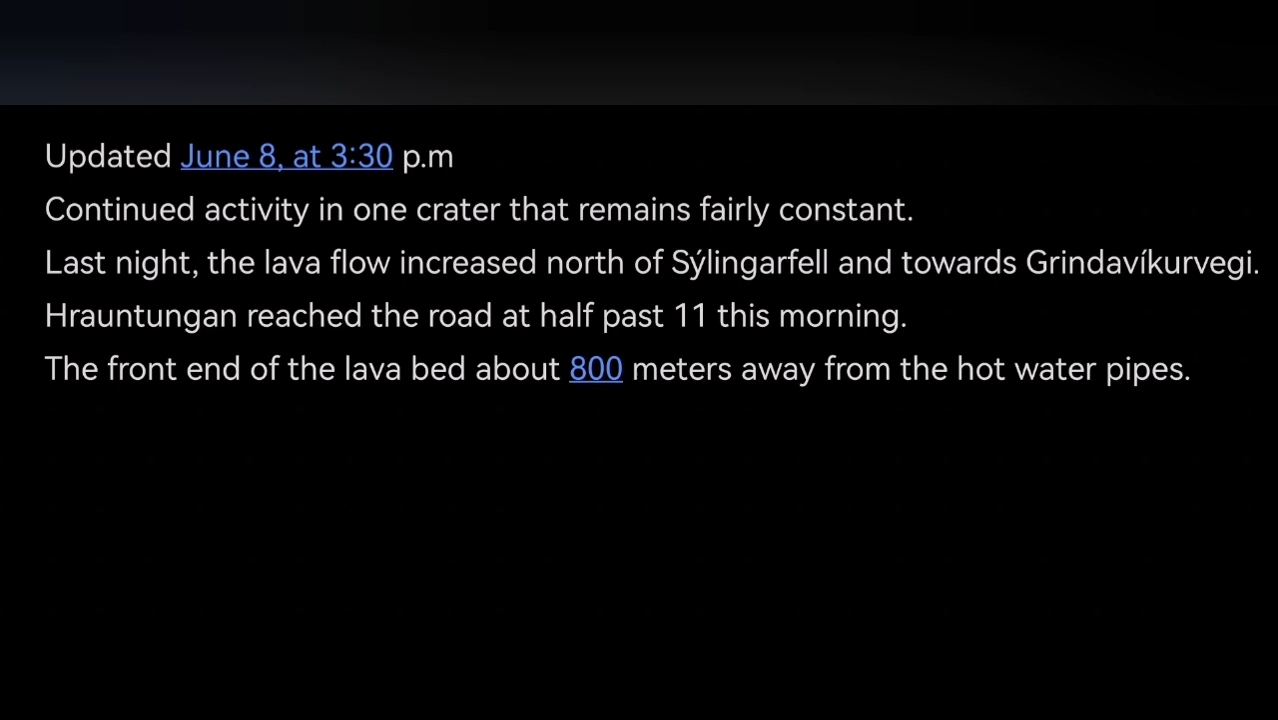 Updated June 8, at 3:30 p.m
Continued activity in one crater that remains fairly constant.
Last night, the lava flow increased north of Sýlingarfell and towards Grindavíkurvegi.
Hrauntungan reached the road at half past 11 this morning.
The front end of the lava bed about 800 meters away from the hot water pipes.